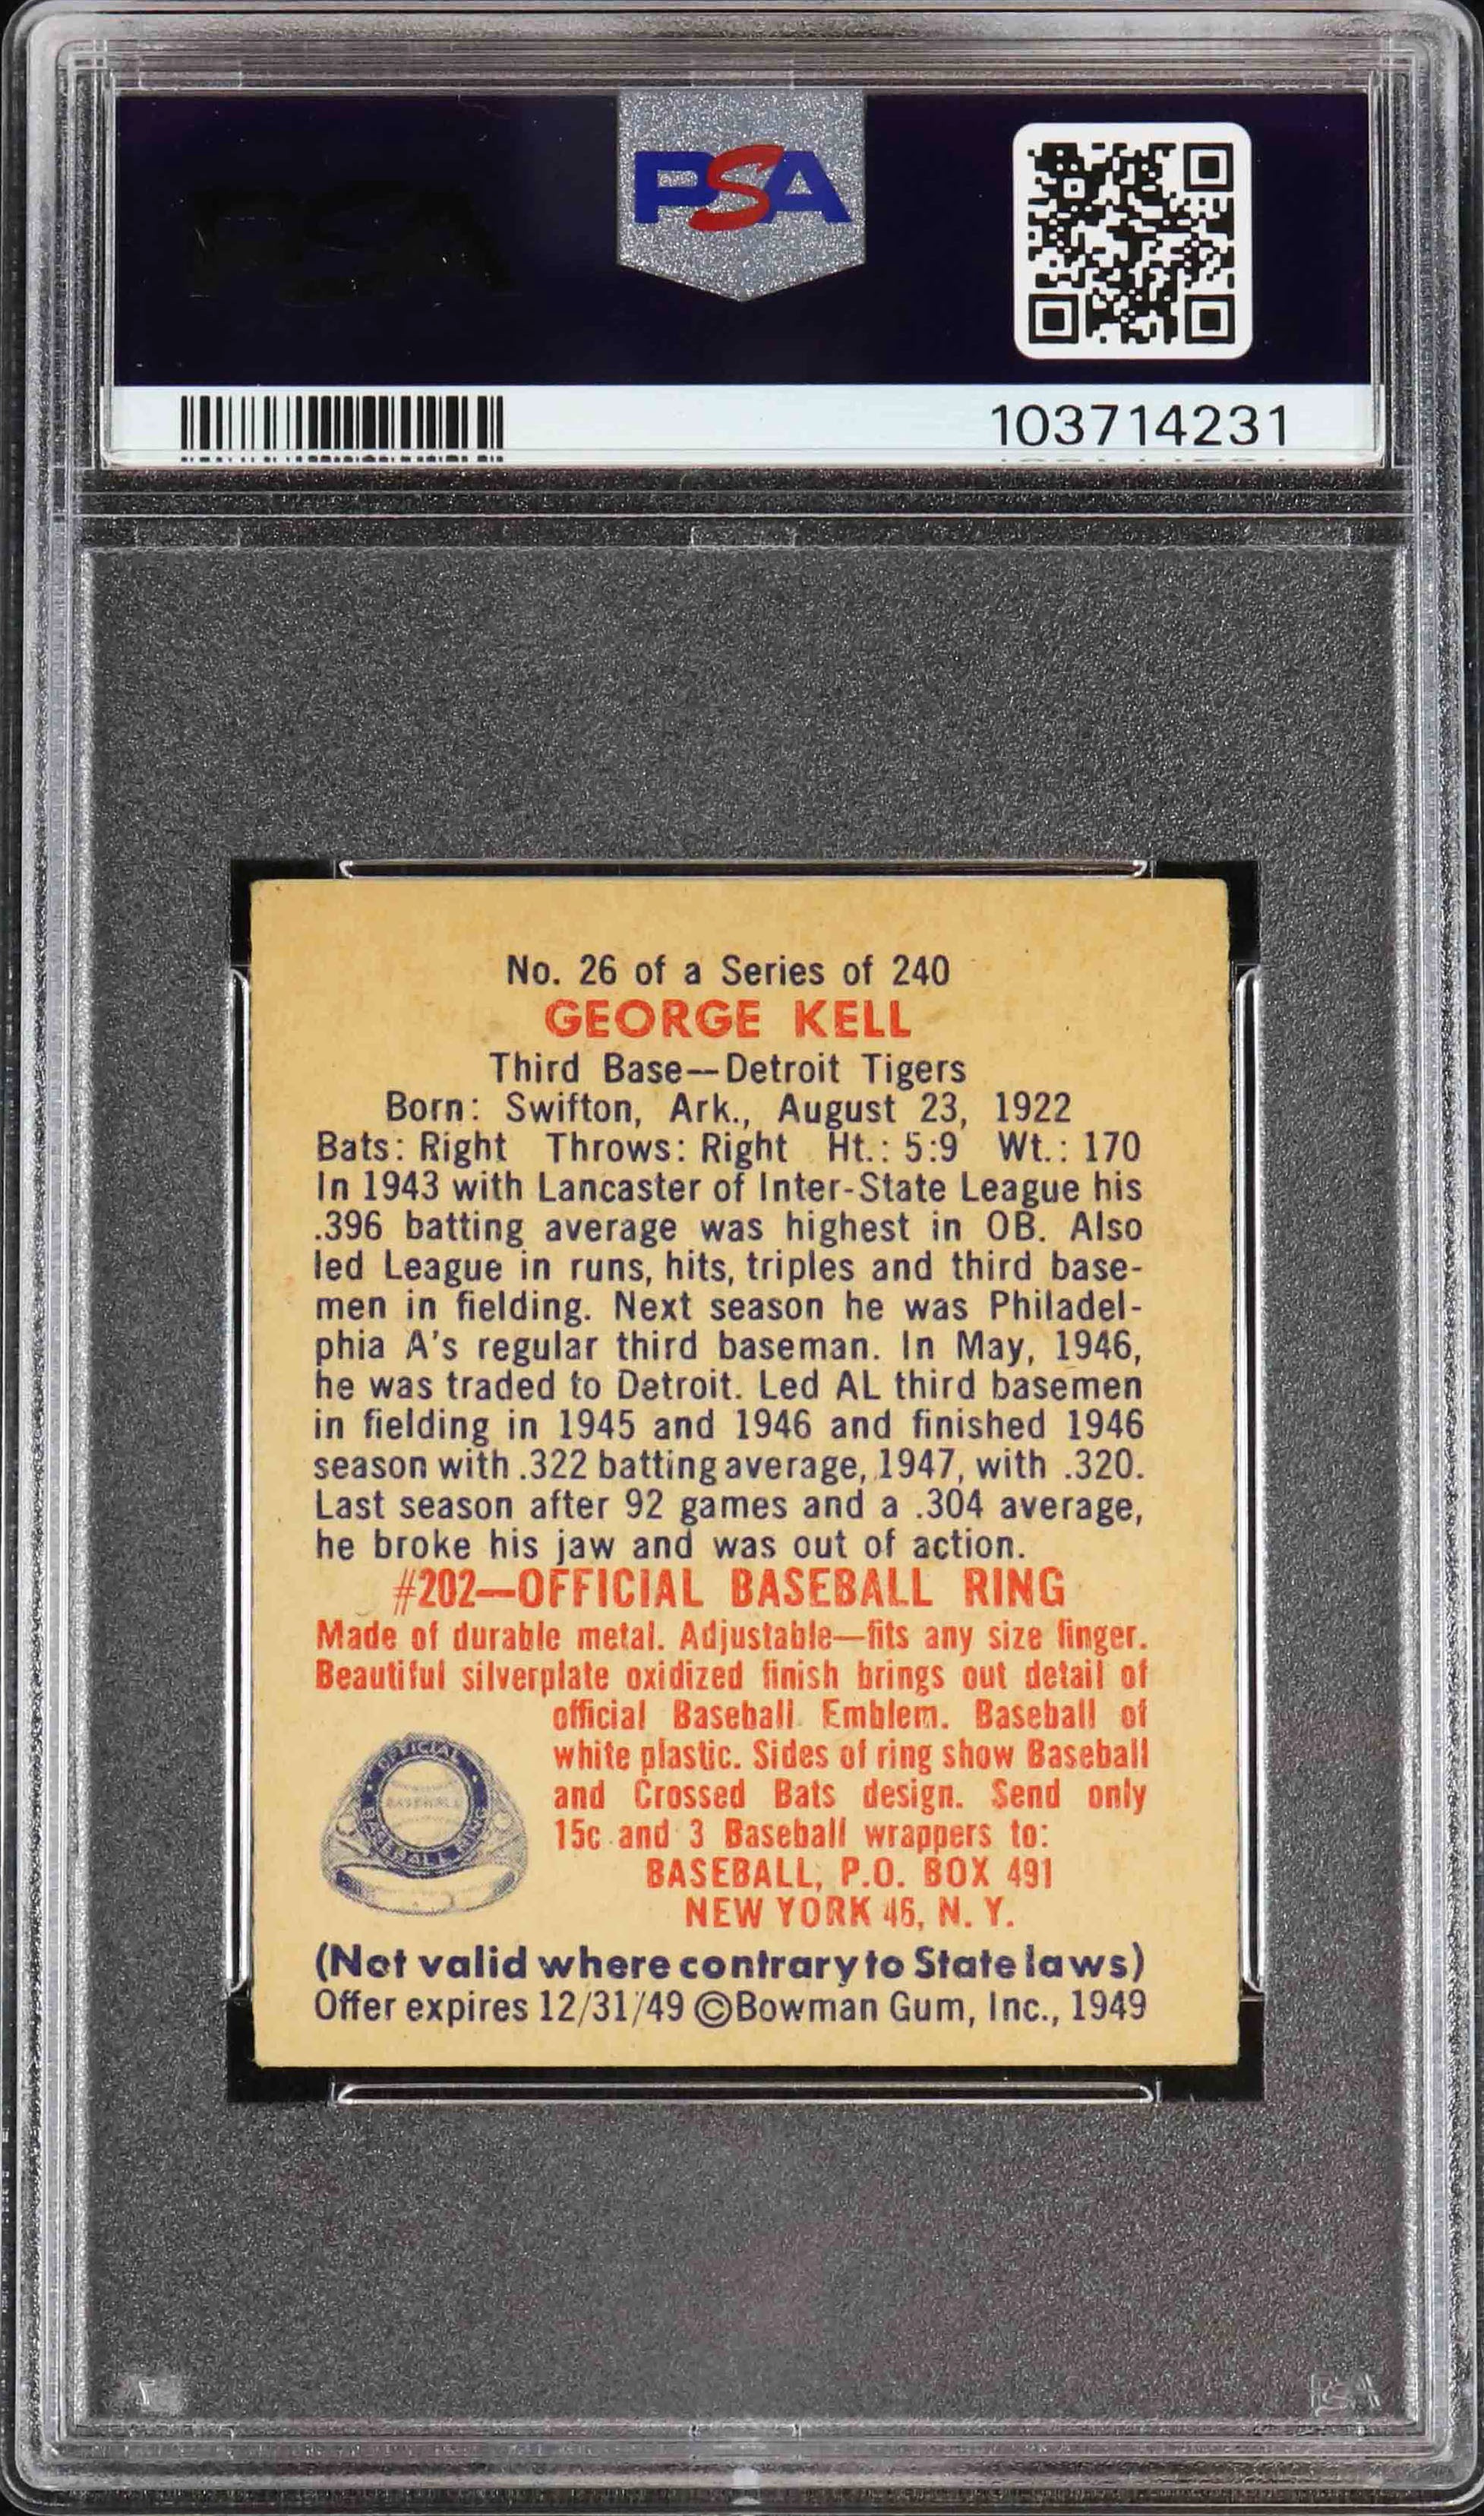 PSA
103714231
No. 26 of a Series of 240
GEORGE KELL
Third Base—Detroit Tigers
Born: Swifton, Ark., August 23, 1922
Bats: Right Throws: Right Ht.: 5:9 Wt.: 170
In 1943 with Lancaster of Inter-State League his
.396 batting average was highest in OB. Also
led League in runs, hits, triples and third base-
men in fielding. Next season he was Philadel-
phia A's regular third baseman. In May, 1946,
he was traded to Detroit. Led AL third basemen
in fielding in 1945 and 1946 and finished 1946
season with .322 batting average, 1947, with .320.
Last season after 92 games and a .304 average,
he broke his jaw and was out of action.
#202—OFFICIAL BASEBALL RING
Made of durable metal. Adjustable—fits any size finger.
Beautiful silverplate oxidized finish brings out detail of
official Baseball Emblem. Baseball of
white plastic. Sides of ring show Baseball
and Crossed Bats design. Send only
15c and 3 Baseball wrappers to:
BASEBALL, P.O. BOX 491
NEW YORK 46, N. Y.
OFFICIAL
BASEBALL
BASEBALL RING
(Not valid where contrary to State laws)
Offer expires 12/31/49 ©Bowman Gum, Inc., 1949
PSA